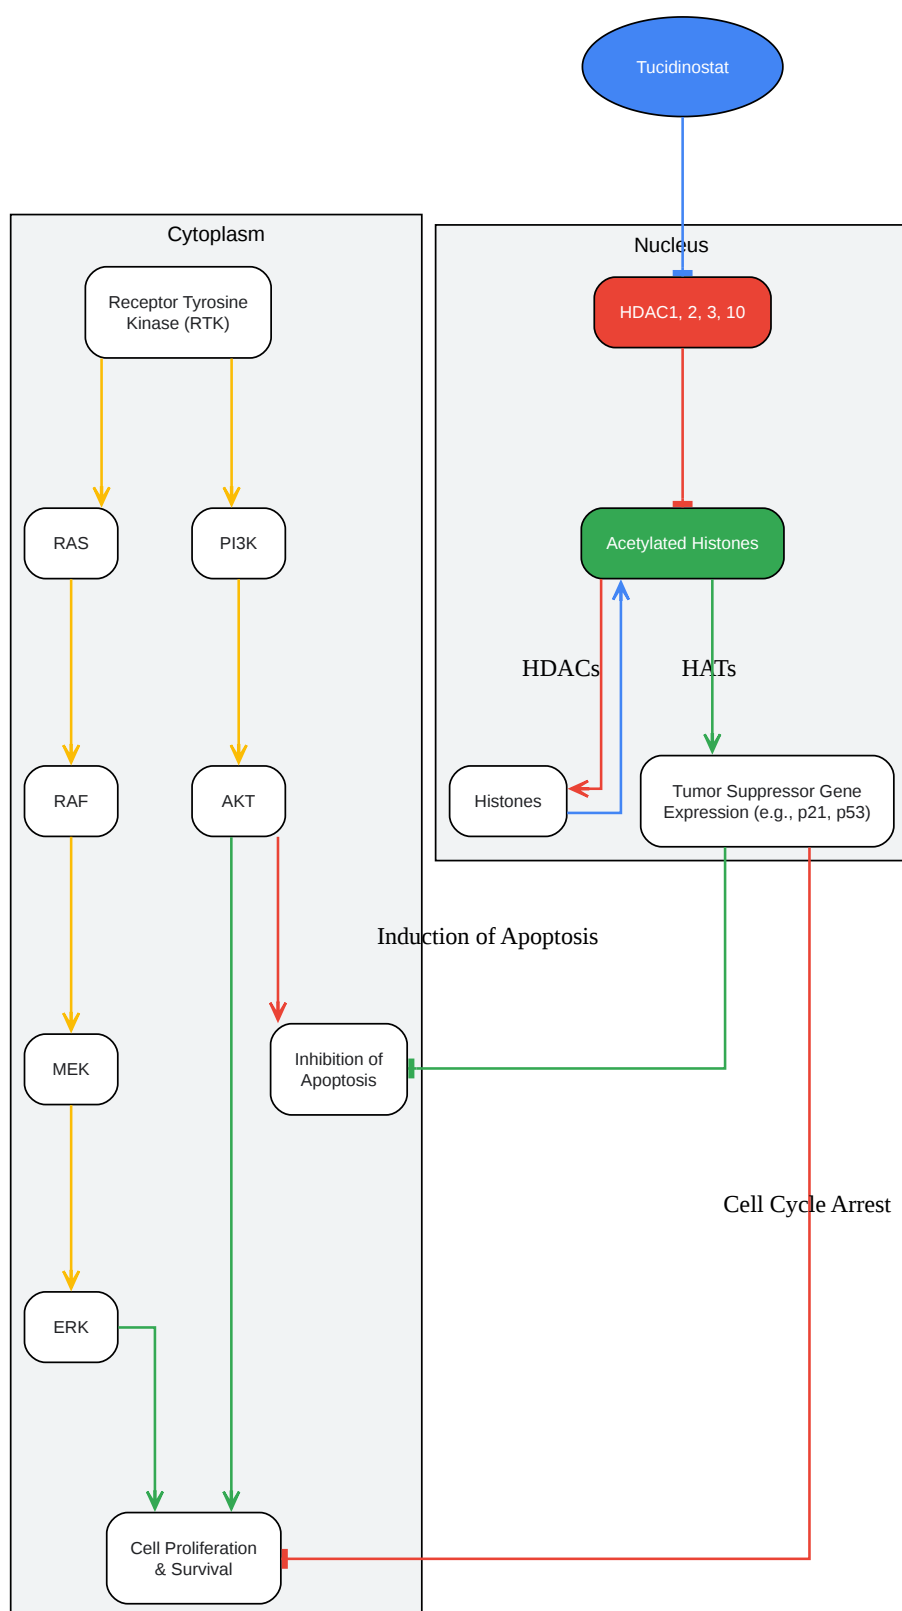 Tucidinostat
Cytoplasm
Nucleus
Receptor Tyrosine
Kinase (RTK)
HDAC1, 2, 3, 10
RAS
PI3K
Acetylated Histones
HDACs
HATs
RAF
AKT
Histones
Tumor Suppressor Gene
Expression (e.g., p21, p53)
Induction of Apoptosis
MEK
Inhibition of
Apoptosis
Cell Cycle Arrest
ERK
Cell Proliferation
& Survival